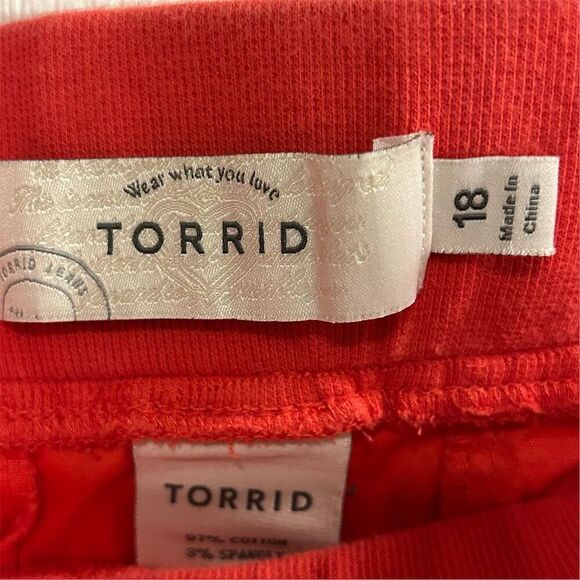 Wear what you love
TORRID
TORRID JEANS
18
Made In
China
TORRID
97% COTTON
3% SPANDEX